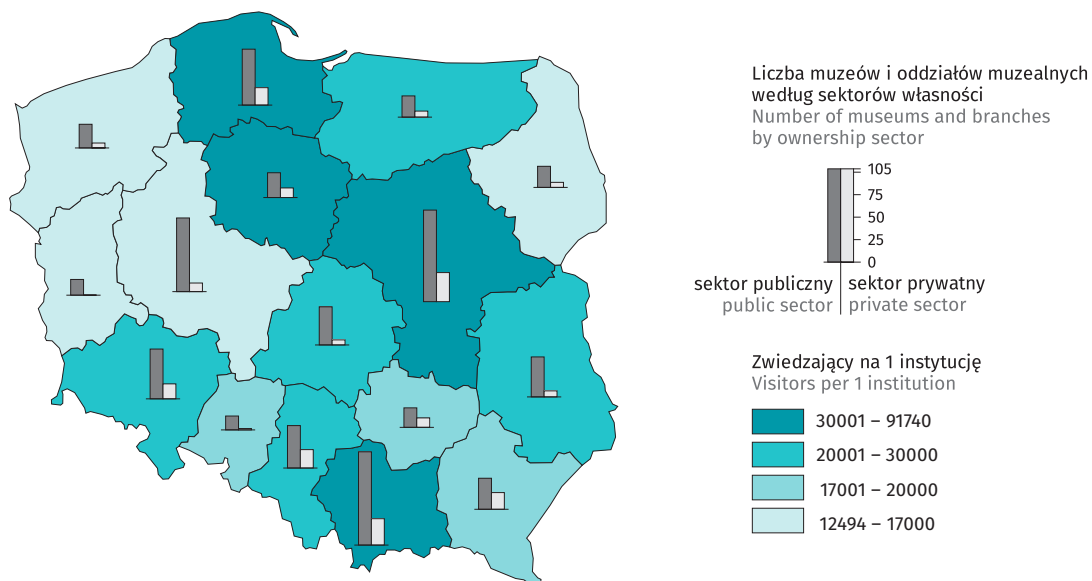 Liczba muzeów i oddziałów muzealnych
według sektorów własności
Number of museums and branches
by ownership sector
105
75
50
25
0
sektor publiczny sektor prywatny
public sector private sector
Zwiedzający na 1 instytucję
Visitors per 1 institution
30001 – 91740
20001 – 30000
17001 – 20000
12494 – 17000